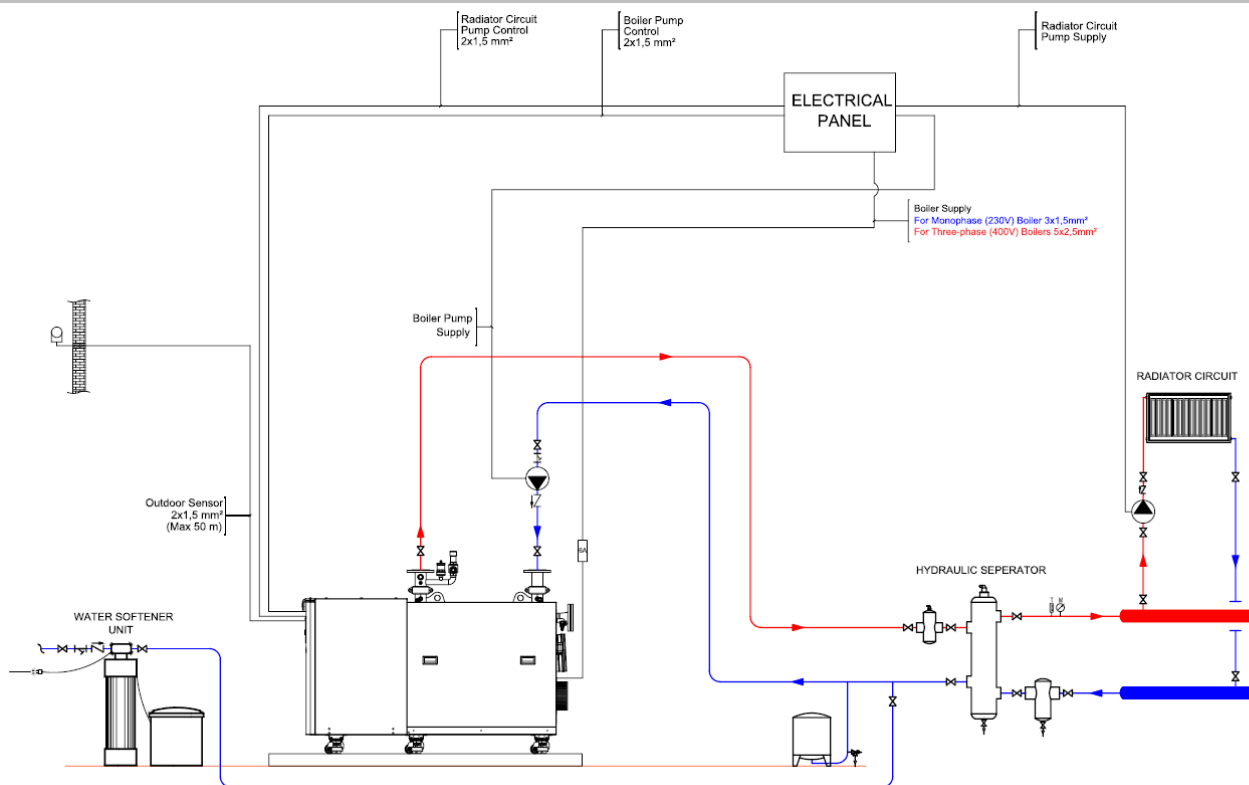 Radiator Circuit
Pump Control
2x1,5 mm²
Boiler Pump
Control
2x1,5 mm²
Radiator Circuit
Pump Supply
ELECTRICAL
PANEL
Boiler Supply
For Monophase (230V) Boiler 3x1,5mm²
For Three-phase (400V) Boilers 5x2,5mm²
Boiler Pump
Supply
RADIATOR CIRCUIT
Outdoor Sensor
2x1,5 mm²
(Max 50 m)
HYDRAULIC SEPERATOR
WATER SOFTENER
UNIT